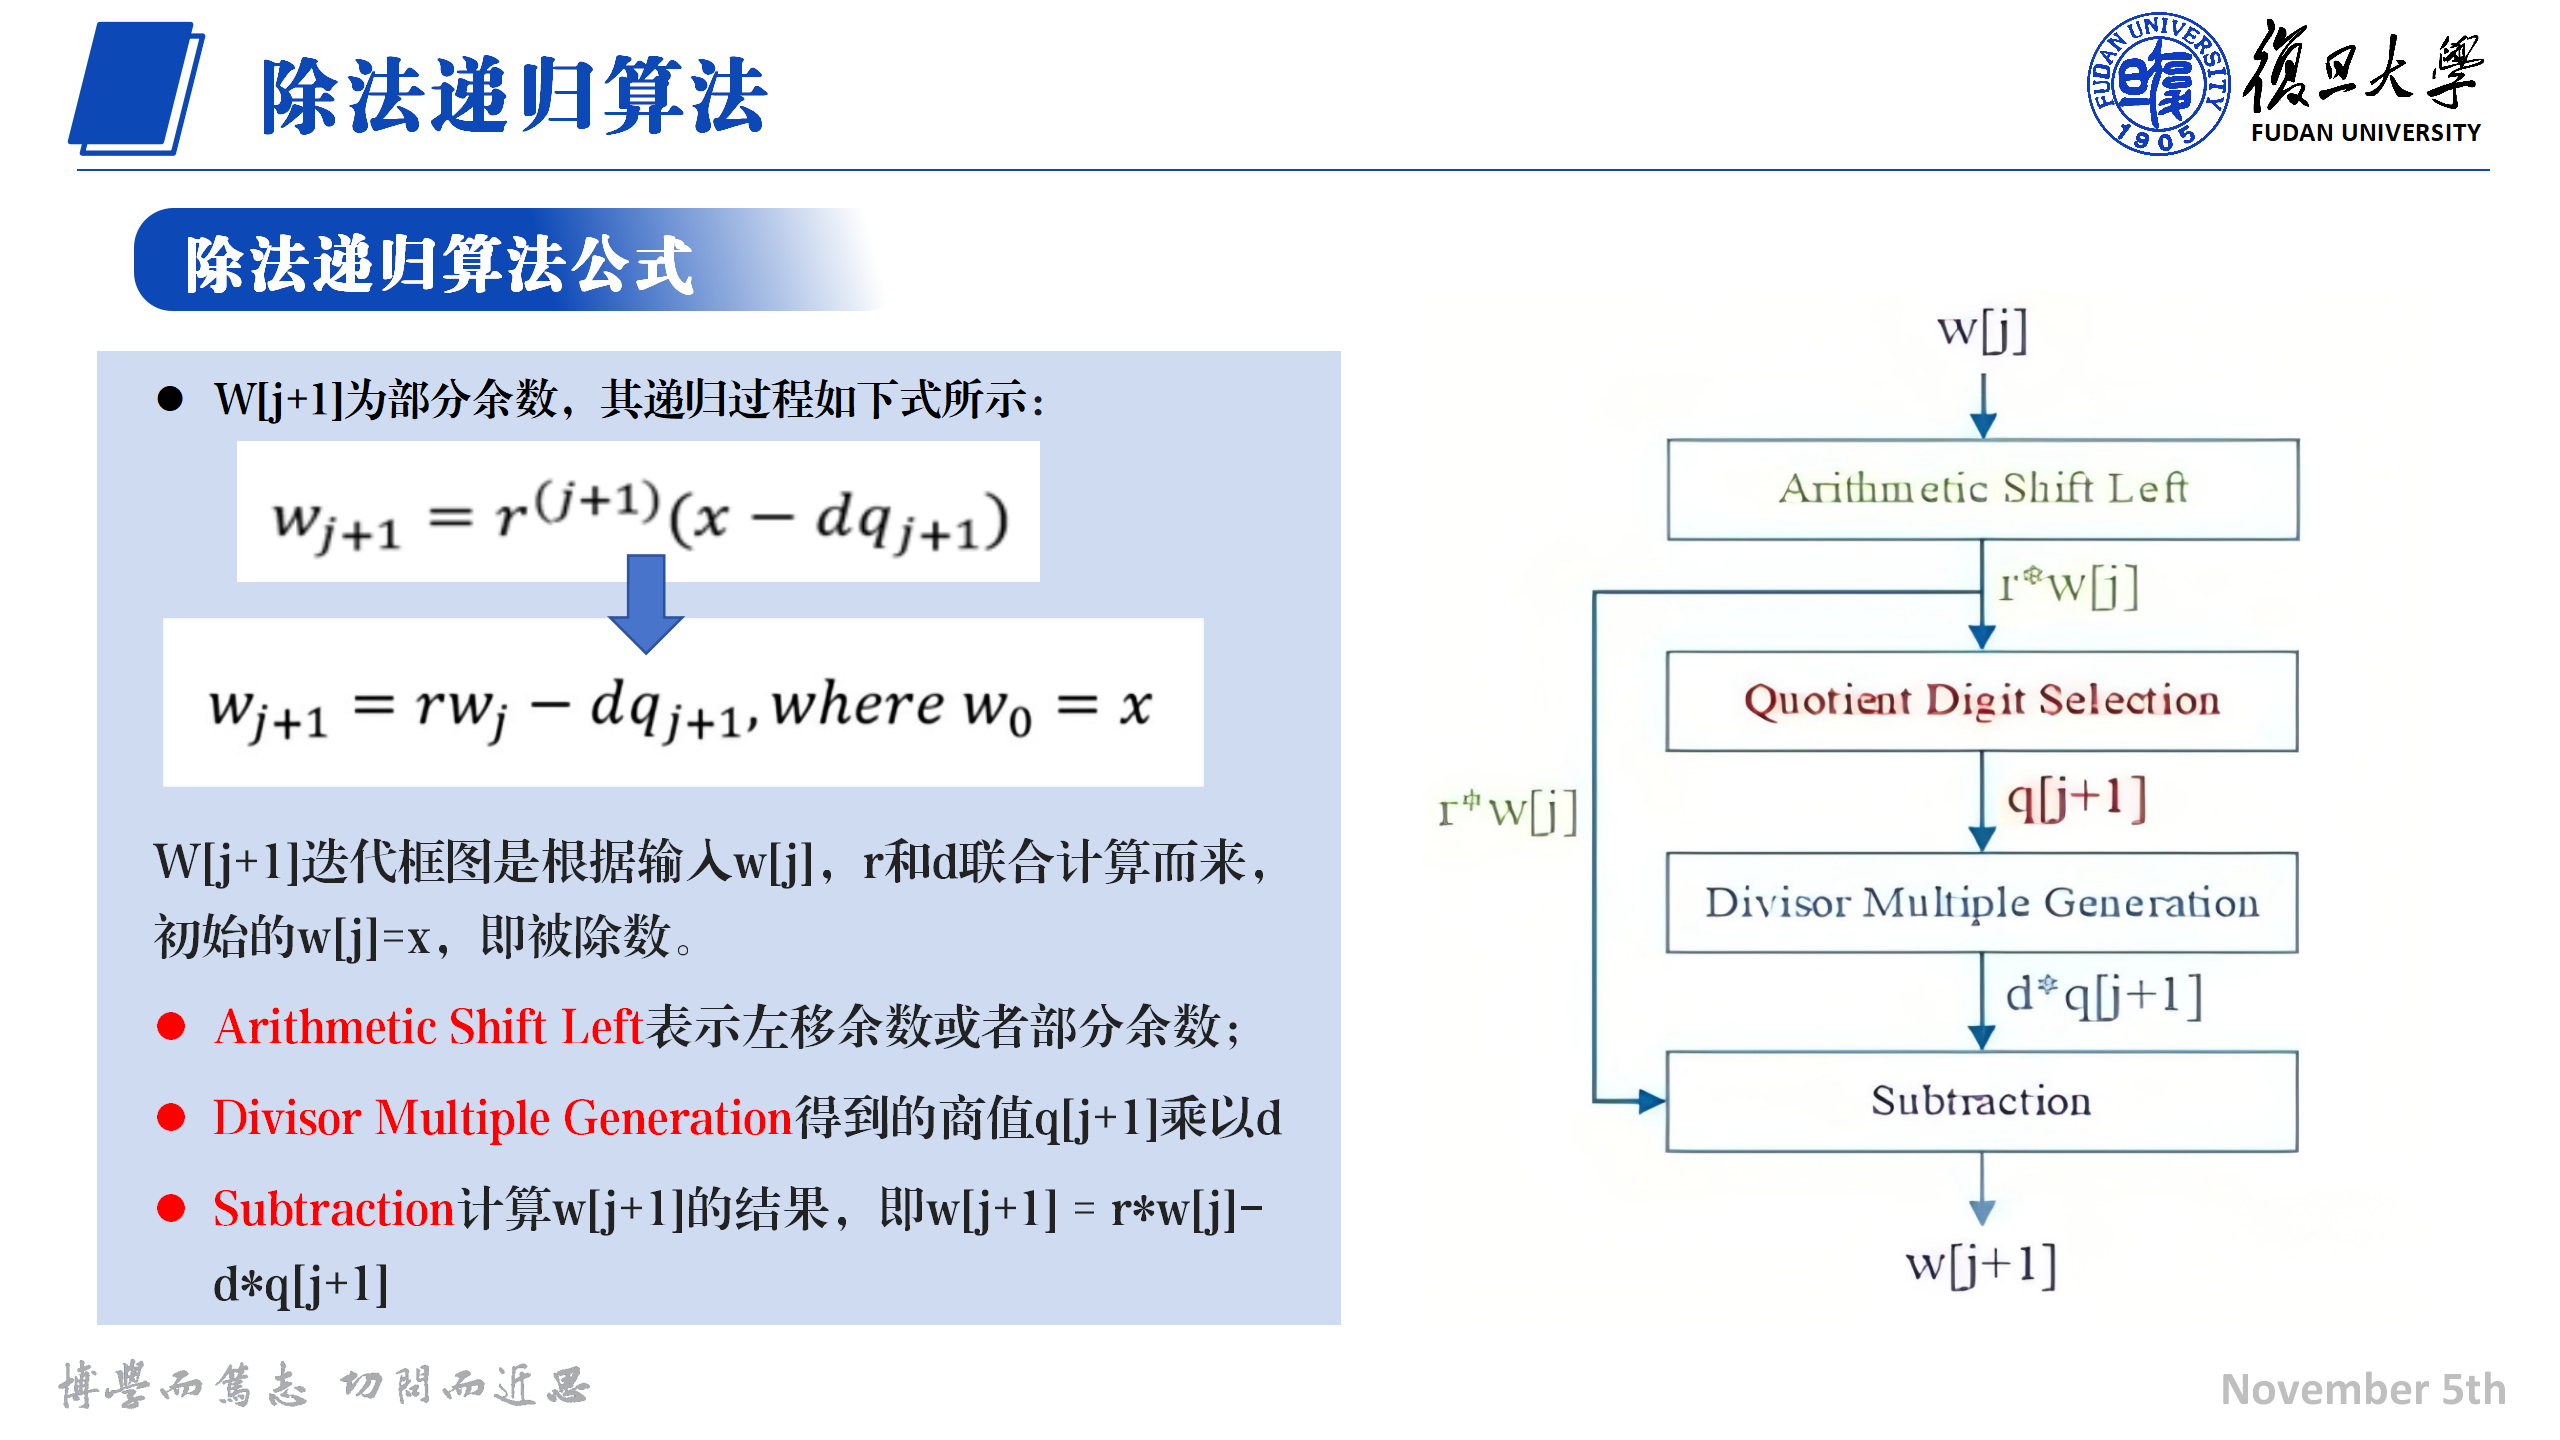 除法递归算法
FUDAN UNIVERSITY
1905
復旦大學
FUDAN UNIVERSITY
除法递归算法公式
W[j+1]为部分余数，其递归过程如下式所示：
w_{j+1} = r^{(j+1)}(x − dq_{j+1})
w_{j+1} = rw_j − dq_{j+1}, where w_0 = x
W[j+1]迭代框图是根据输入w[j]，r和d联合计算而来，
初始的w[j]=x，即被除数。
Arithmetic Shift Left表示左移余数或者部分余数；
Divisor Multiple Generation得到的商值q[j+1]乘以d
Subtraction计算w[j+1]的结果，即w[j+1] = r*w[j]-
d*q[j+1]
w[j]
Arithmetic Shift Left
r*w[j]
Quotient Digit Selection
q[j+1]
r*w[j]
Divisor Multiple Generation
d*q[j+1]
Subtraction
w[j+1]
博學而篤志 切問而近思
November 5th